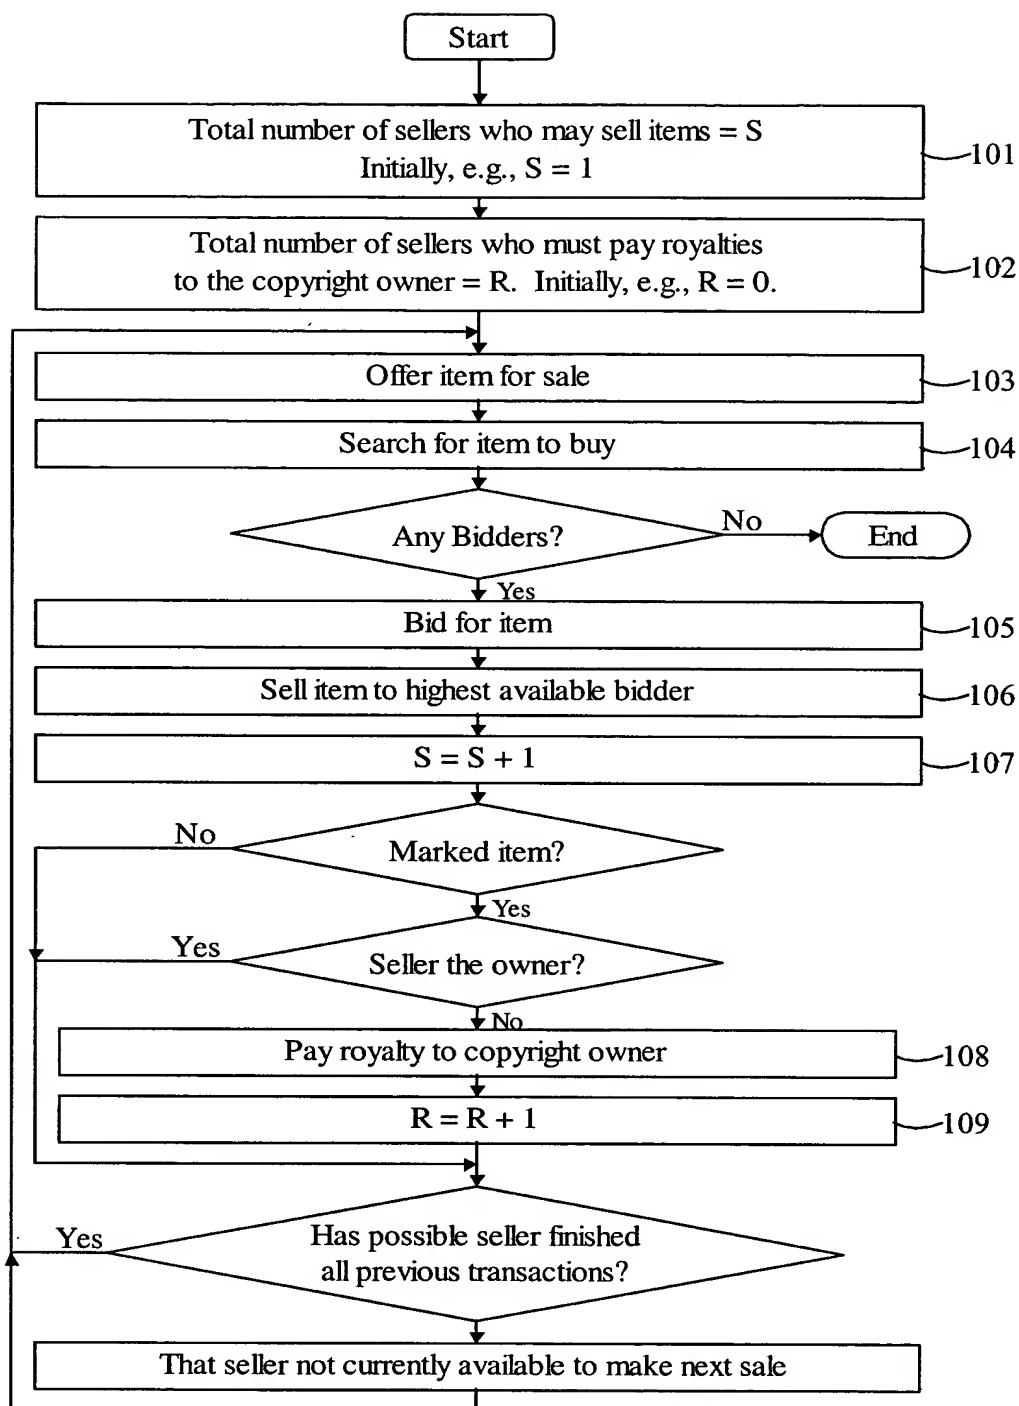 Start
Total number of sellers who may sell items = S
Initially, e.g., S = 1
101
Total number of sellers who must pay royalties
to the copyright owner = R. Initially, e.g., R = 0.
102
Offer item for sale
103
Search for item to buy
104
Any Bidders?
No
End
Yes
Bid for item
105
Sell item to highest available bidder
106
S = S + 1
107
No
Marked item?
Yes
Yes
Seller the owner?
No
Pay royalty to copyright owner
108
R = R + 1
109
Yes
Has possible seller finished
all previous transactions?
That seller not currently available to make next sale